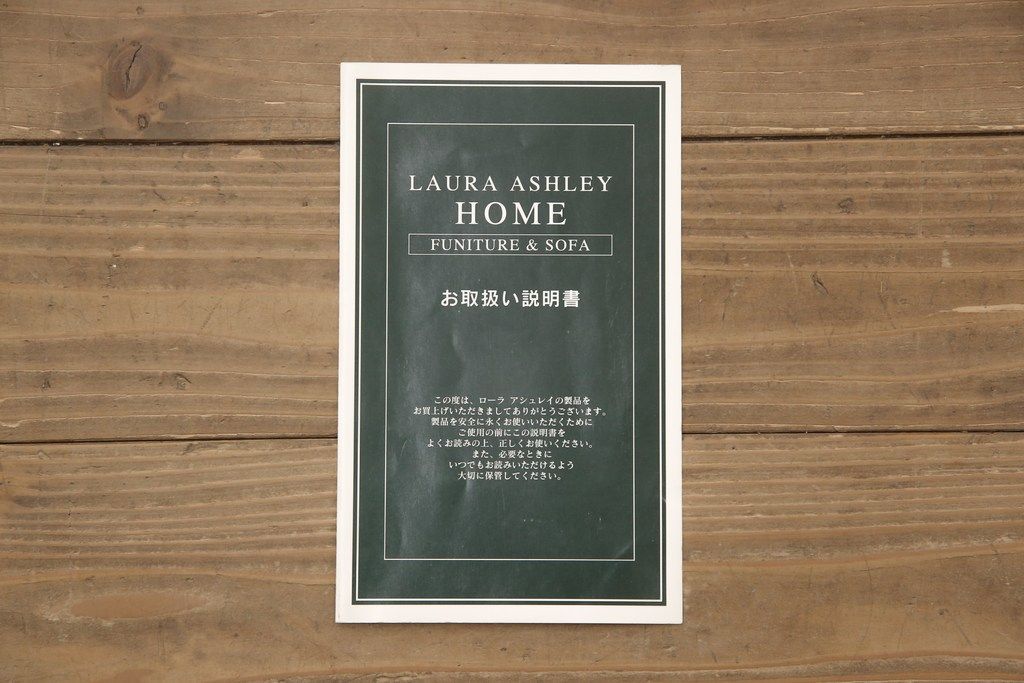 LAURA ASHLEY
HOME
FUNITURE & SOFA
お取扱い説明書
この度は、ローラ アシュレイの製品を
お買上げいただきましてありがとうございます。
製品を安全に永くお使いいただくために
ご使用の前にこの説明書を
よくお読みの上、正しくお使いください。
また、必要なときに
いつでもお読みいただけるよう
大切に保管してください。